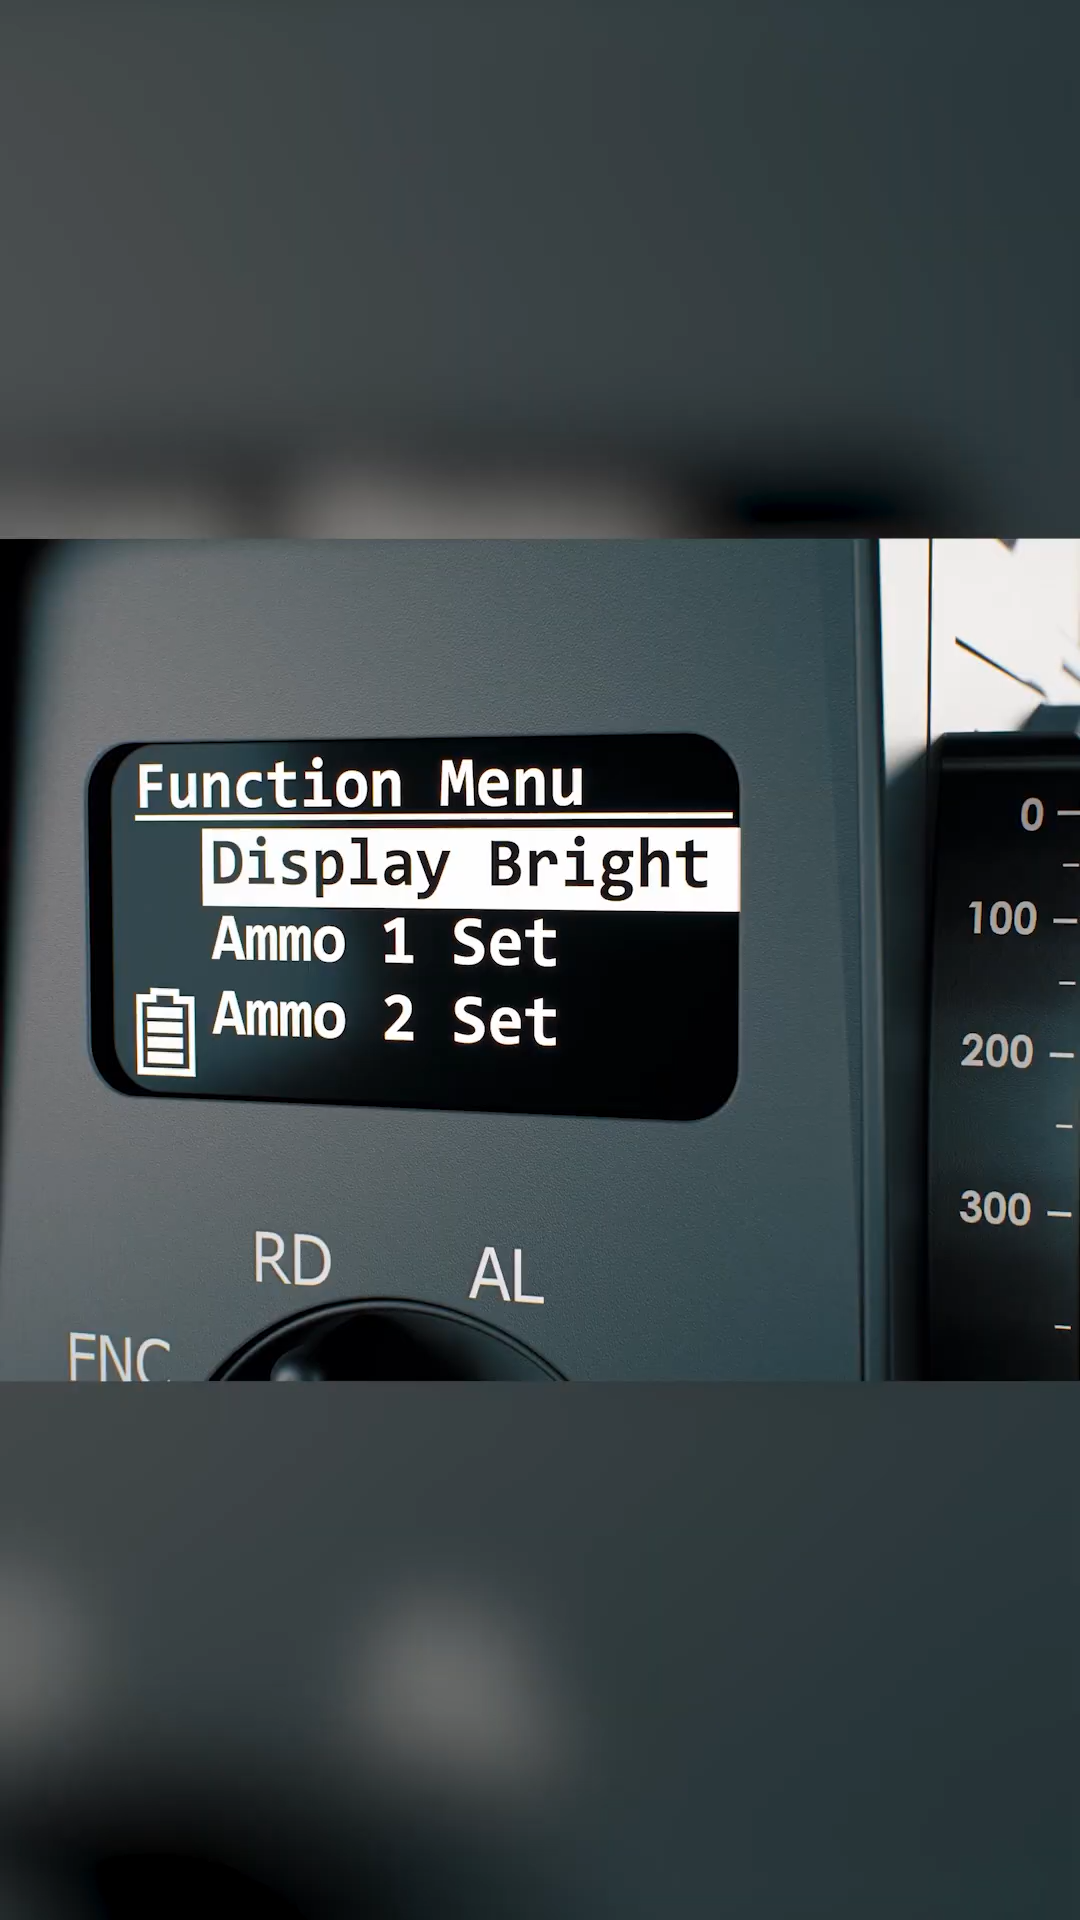 Function Menu
Display Bright
Ammo 1 Set
Ammo 2 Set
RD
AL
FNC
0
100
200
300